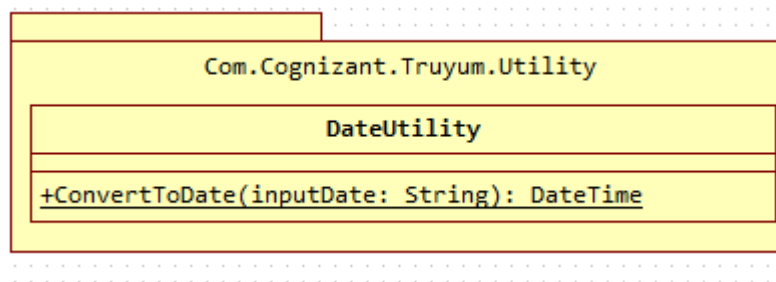 Com.Cognizant.Truyum.Utility
DateUtility
+ConvertToDate(inputDate: String): DateTime